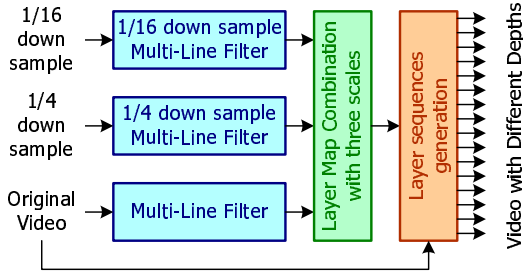 1/16
down
sample
1/16 down sample
Multi-Line Filter
1/4
down
sample
1/4 down sample
Multi-Line Filter
Original
Video
Multi-Line Filter
Layer Map Combination
with three scales
Layer sequences
generation
Video with Different Depths